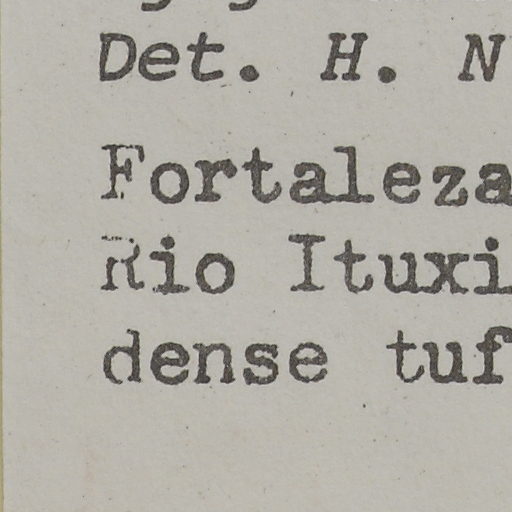 Det. H. N
Fortaleza
Rio Ituxi
dense tuf